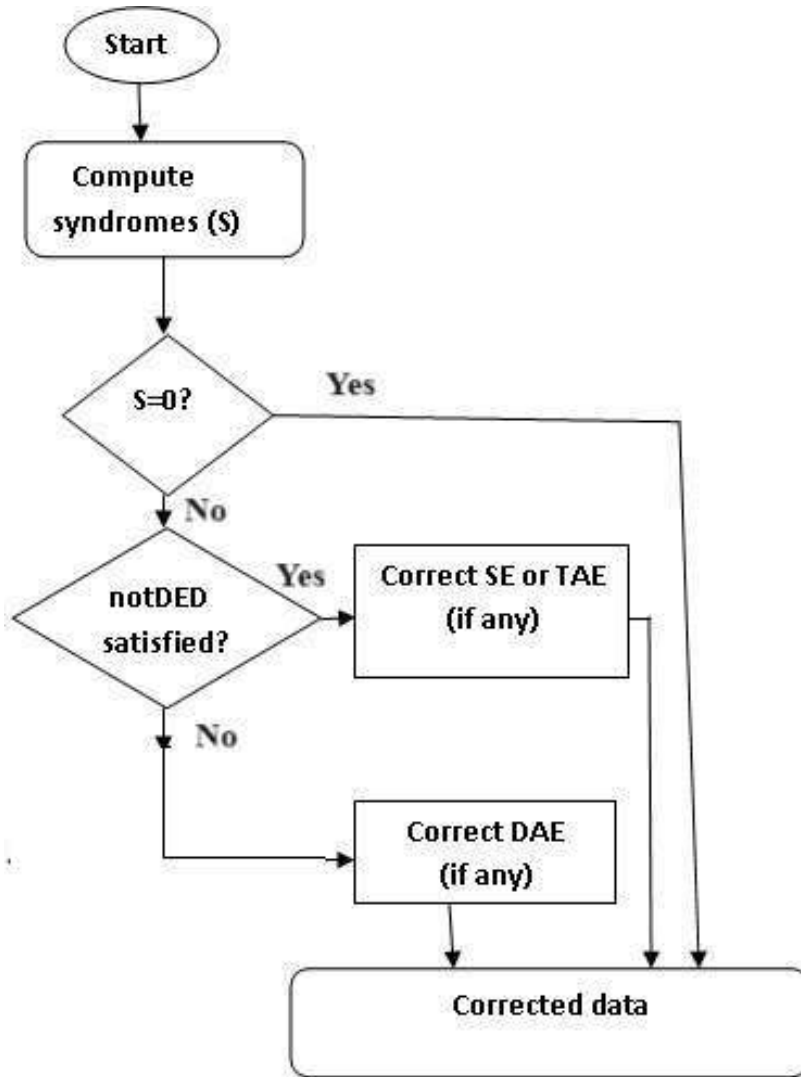 Start
Compute
syndromes (S)
S=0?
Yes
No
notDED
satisfied?
Yes
Correct SE or TAE
(if any)
No
Correct DAE
(if any)
Corrected data